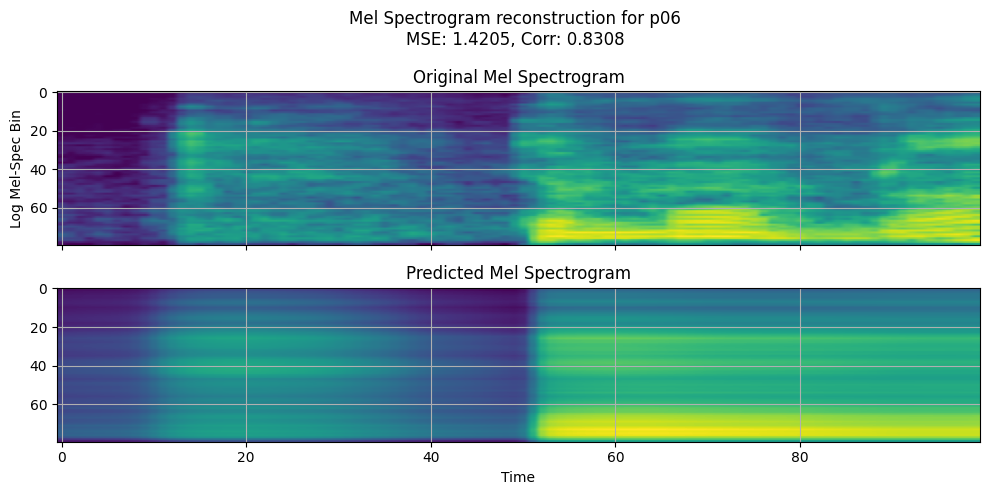 Mel Spectrogram reconstruction for p06
MSE: 1.4205, Corr: 0.8308
Original Mel Spectrogram
0
20
40
60
Log Mel-Spec Bin
Predicted Mel Spectrogram
0
20
40
60
0 20 40 60 80
Time